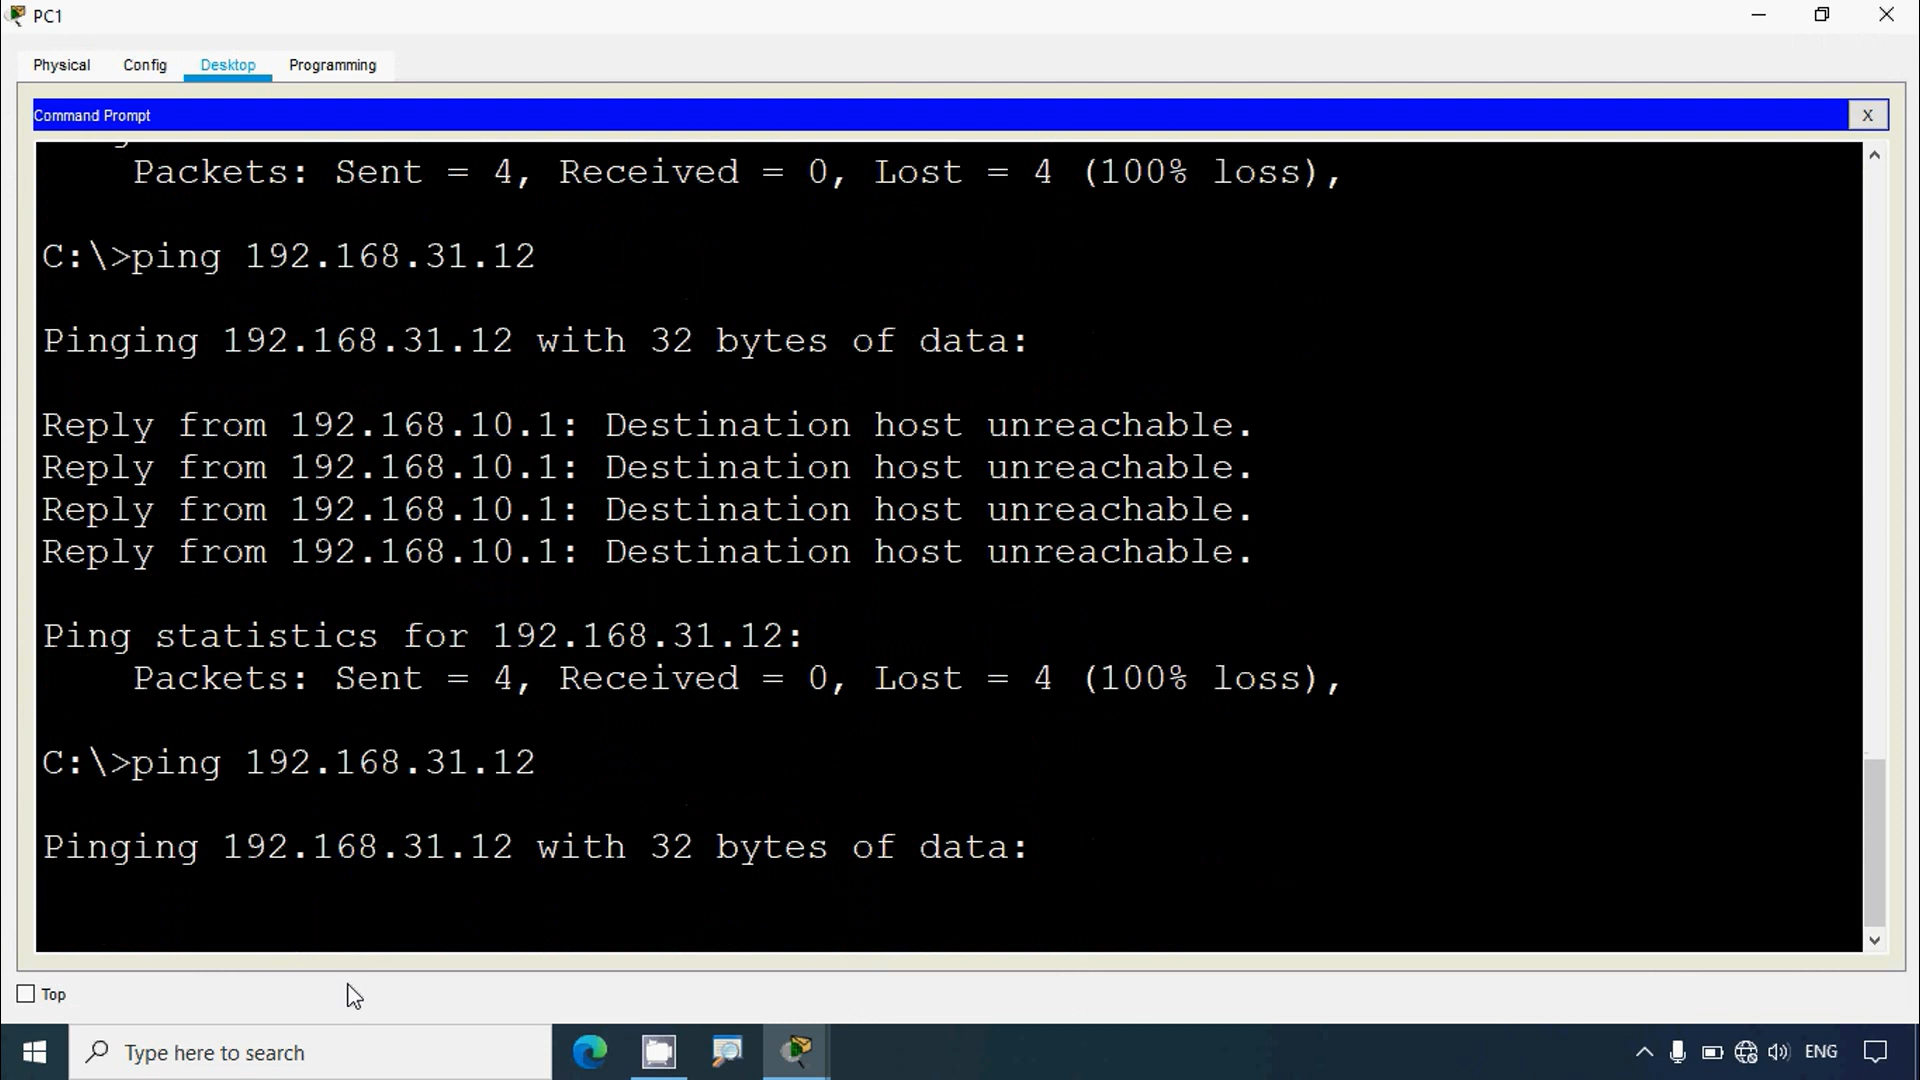 PC1
Physical Config Desktop Programming
Command Prompt X
Packets: Sent = 4, Received = 0, Lost = 4 (100% loss),
C:\>ping 192.168.31.12
Pinging 192.168.31.12 with 32 bytes of data:
Reply from 192.168.10.1: Destination host unreachable.
Reply from 192.168.10.1: Destination host unreachable.
Reply from 192.168.10.1: Destination host unreachable.
Reply from 192.168.10.1: Destination host unreachable.
Ping statistics for 192.168.31.12:
Packets: Sent = 4, Received = 0, Lost = 4 (100% loss),
C:\>ping 192.168.31.12
Pinging 192.168.31.12 with 32 bytes of data:
Top
Type here to search ENG